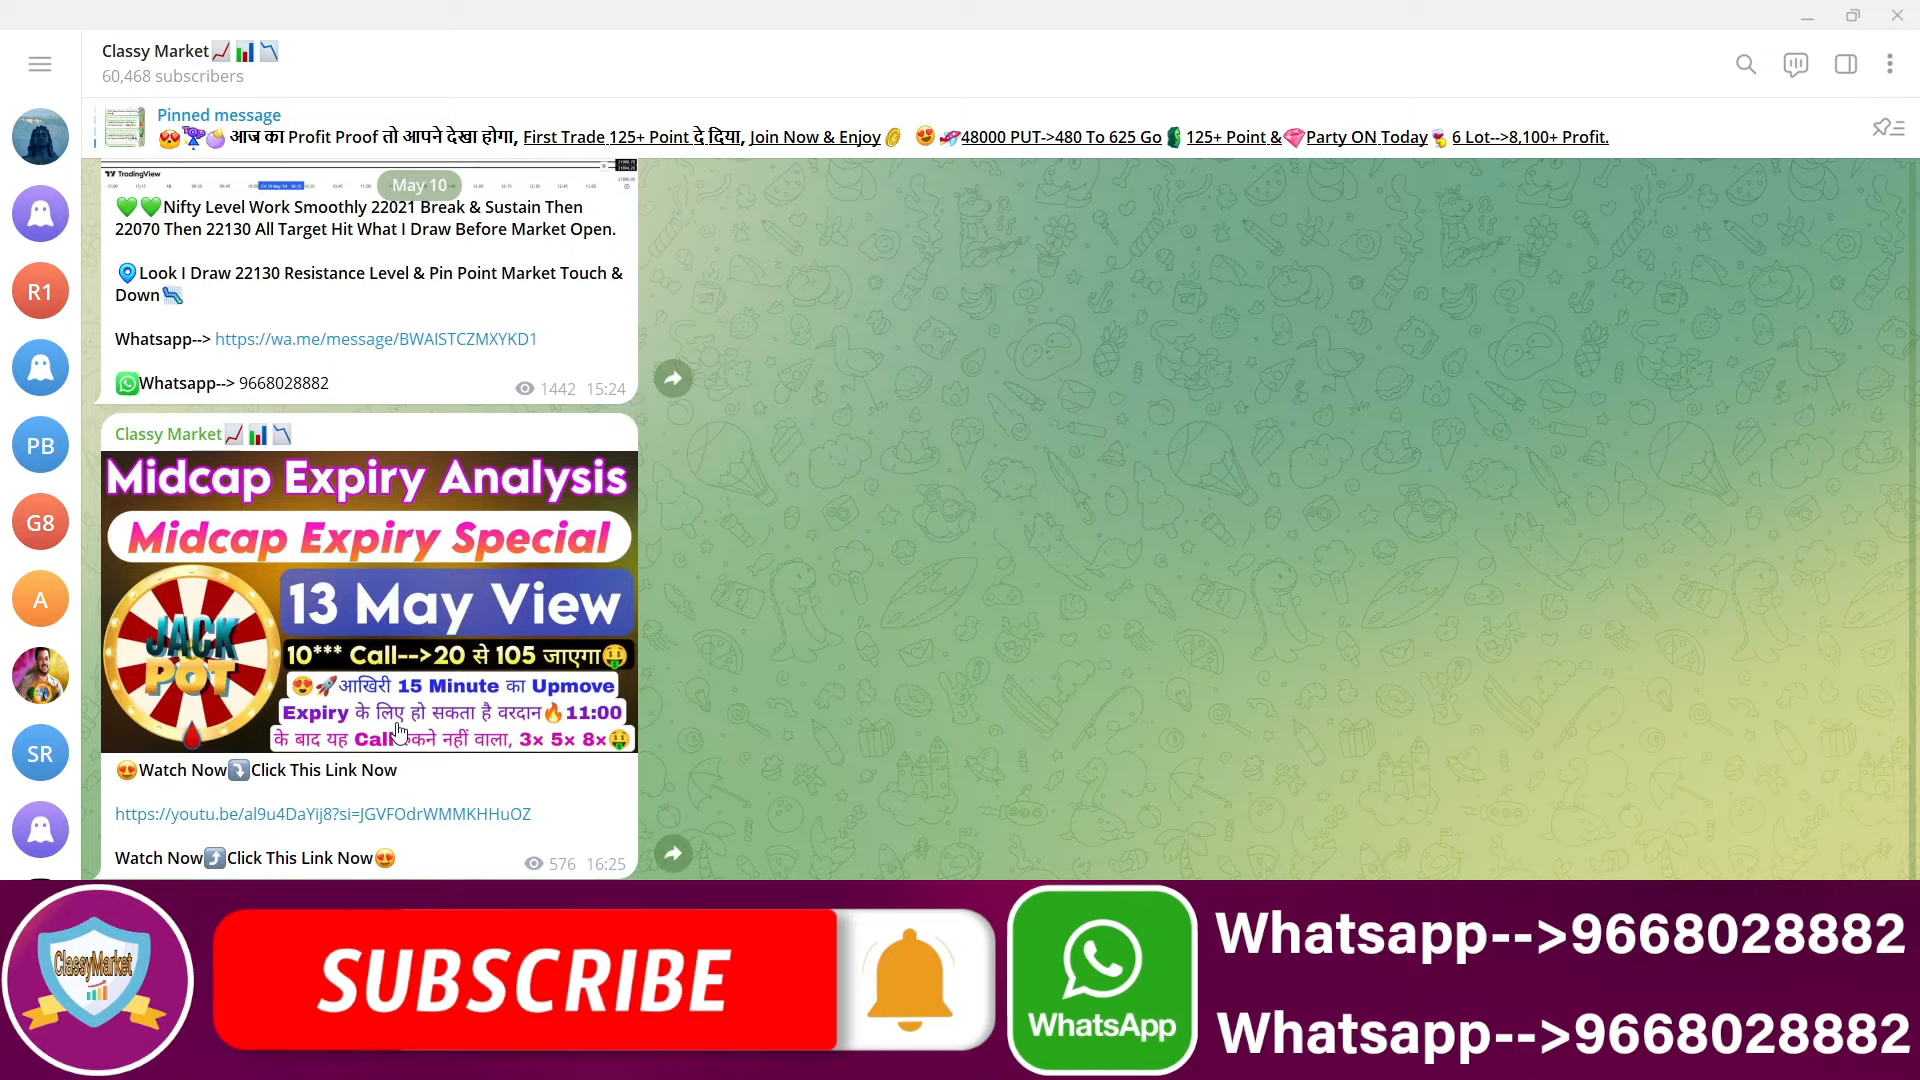 Classy Market📈📊📉
60,468 subscribers
Pinned message
😍🎊🥳 आज का Profit Proof तो आपने देखा होगा, First Trade 125+ Point दे दिया, Join Now & Enjoy🪙 😍🚀48000 PUT->480 To 625 Go 125+ Point &💎Party ON Today 6 Lot-->8,100+ Profit.
TradingView
May 10
💚💚Nifty Level Work Smoothly 22021 Break & Sustain Then
22070 Then 22130 All Target Hit What I Draw Before Market Open.
Look I Draw 22130 Resistance Level & Pin Point Market Touch &
Down
Whatsapp--> https://wa.me/message/BWAISTCZMXYKD1
Whatsapp--> 9668028882
1442 15:24
Classy Market📈📊📉
Midcap Expiry Analysis
Midcap Expiry Special
13 May View
JACK
POT
10*** Call-->20 से 105 जाएगा🤑
😍🚀आखिरी 15 Minute का Upmove
Expiry के लिए हो सकता है वरदान🔥11:00
के बाद यह Call रुकने नहीं वाला, 3× 5× 8×🤑
😍Watch Now⤵️Click This Link Now
https://youtu.be/al9u4DaYij8?si=JGVFOdrWMMKHHuOZ
Watch Now⤴️Click This Link Now😍
576 16:25
R1
PB
G8
A
SR
ClassyMarket
SUBSCRIBE
WhatsApp
Whatsapp-->9668028882
Whatsapp-->9668028882